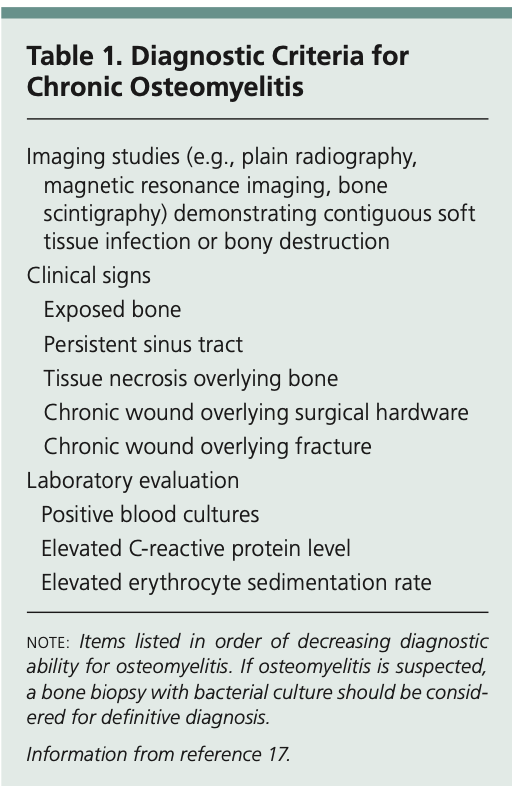 Table 1. Diagnostic Criteria for
Chronic Osteomyelitis
Imaging studies (e.g., plain radiography,
magnetic resonance imaging, bone
scintigraphy) demonstrating contiguous soft
tissue infection or bony destruction
Clinical signs
Exposed bone
Persistent sinus tract
Tissue necrosis overlying bone
Chronic wound overlying surgical hardware
Chronic wound overlying fracture
Laboratory evaluation
Positive blood cultures
Elevated C-reactive protein level
Elevated erythrocyte sedimentation rate
NOTE: Items listed in order of decreasing diagnostic
ability for osteomyelitis. If osteomyelitis is suspected,
a bone biopsy with bacterial culture should be consid-
ered for definitive diagnosis.
Information from reference 17.